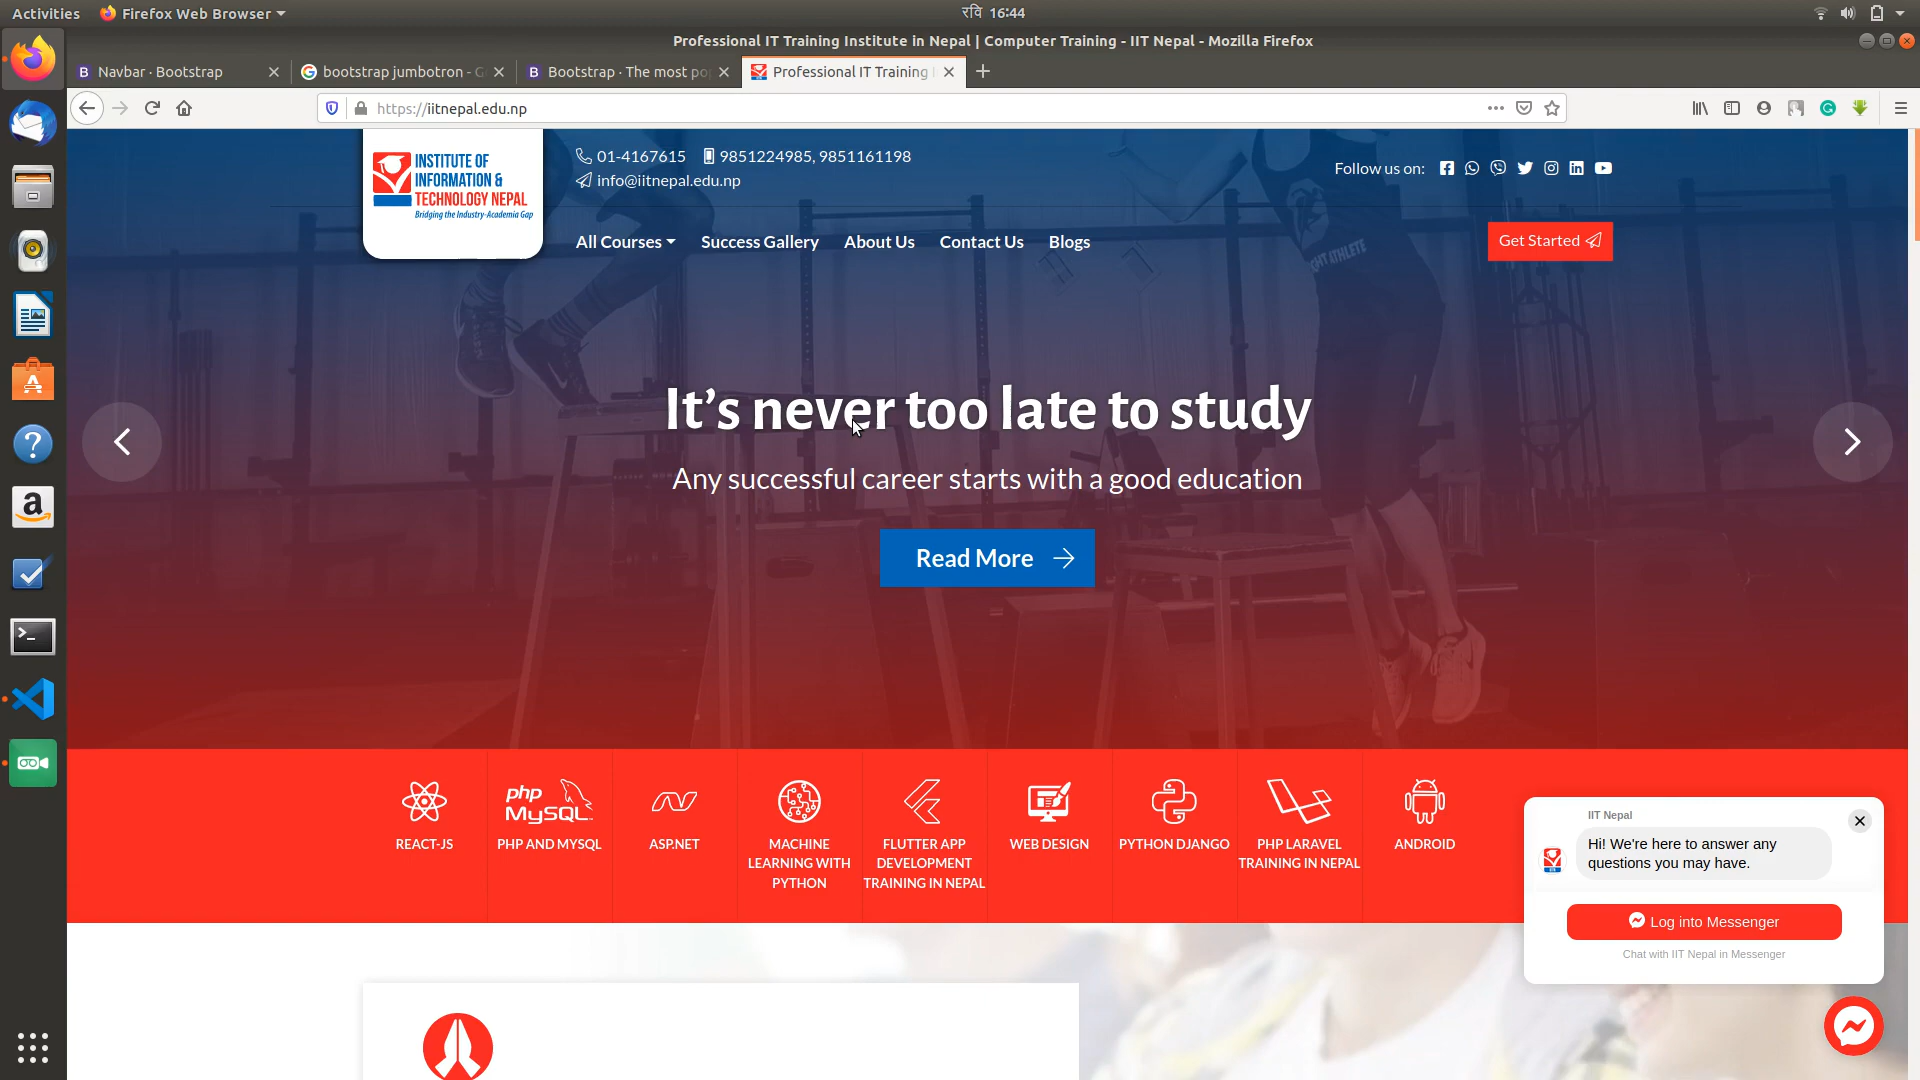 Activities
Firefox Web Browser
रवि 16:44
Professional IT Training Institute in Nepal | Computer Training - IIT Nepal - Mozilla Firefox
Navbar · Bootstrap
bootstrap jumbotron - G
Bootstrap · The most po
Professional IT Training
https://iitnepal.edu.np
INSTITUTE OF
INFORMATION &
TECHNOLOGY NEPAL
Bridging the Industry-Academia Gap
01-4167615
9851224985, 9851161198
info@iitnepal.edu.np
Follow us on:
All Courses
Success Gallery
About Us
Contact Us
Blogs
Get Started
It's never too late to study
Any successful career starts with a good education
Read More
REACT-JS
php
MySQL
PHP AND MYSQL
ASP.NET
MACHINE
LEARNING WITH
PYTHON
FLUTTER APP
DEVELOPMENT
TRAINING IN NEPAL
WEB DESIGN
PYTHON DJANGO
PHP LARAVEL
TRAINING IN NEPAL
ANDROID
IIT Nepal
Hi! We're here to answer any
questions you may have.
Log into Messenger
Chat with IIT Nepal in Messenger